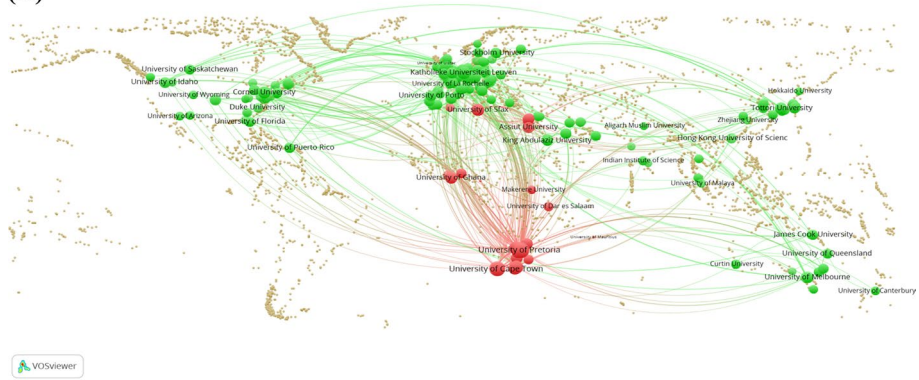 Stockholm University
University of Saskatchewan
Katholieke Universiteit Leuven
University of Idaho
University of La Rochelle
Cornell University
Hokkaido University
University of Wyoming
University of Porto
Duke University
University of Sfax
Tottori University
University of Arizona
University of Florida
Zhejiang University
Assiut University
Aligarh Muslim University
King Abdulaziz University
Hong Kong University of Scienc
University of Puerto Rico
Indian Institute of Science
University of Ghana
University of Malaya
Makerere University
University of Dar es Salaam
James Cook University
University of Mauritius
University of Pretoria
University of Queensland
Curtin University
University of Cape Town
University of Melbourne
University of Canterbury
VOSviewer